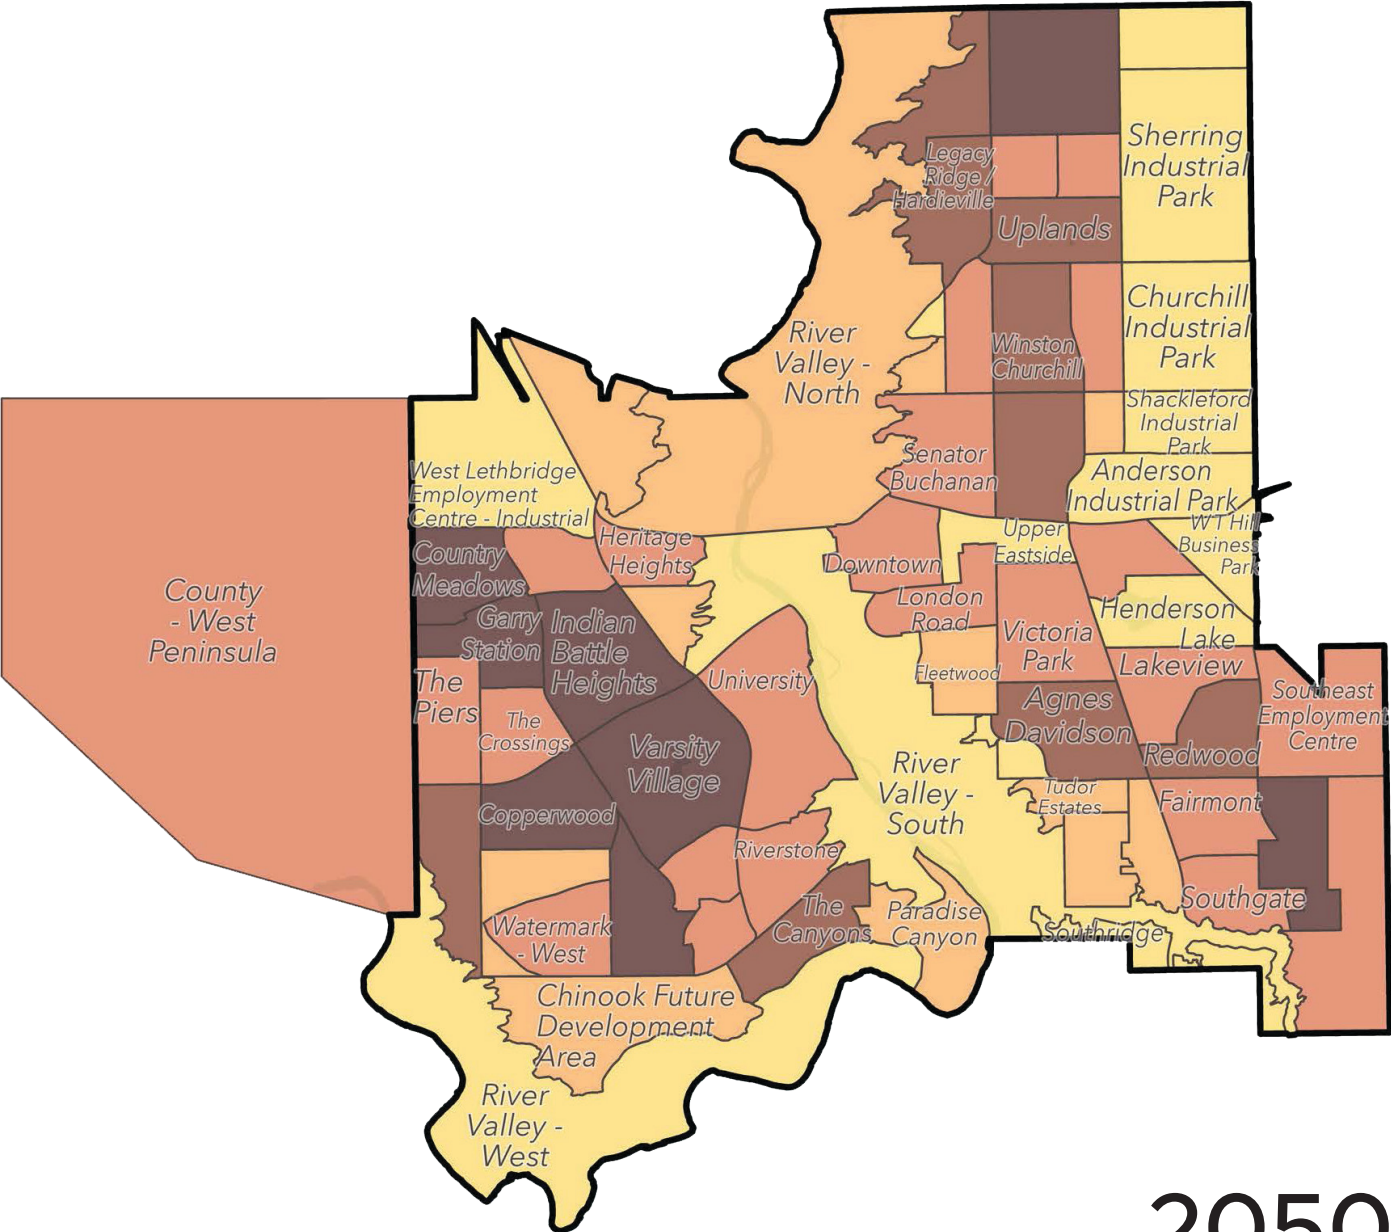 Sherring
Industrial
Park
Legacy
Ridge /
Hardieville
Uplands
Churchill
Industrial
Park
River
Valley -
North
Winston
Churchill
Shackleford
Industrial
Park
Senator
Buchanan
Anderson
Industrial Park
West Lethbridge
Employment
Centre - Industrial
W T Hill
Business
Park
Upper
Eastside
Heritage
Heights
Country
Meadows
Downtown
County
- West
Peninsula
London
Road
Henderson
Lake
Garry
Station
Indian
Battle
Heights
Victoria
Park
Lakeview
The
Piers
University
Fleetwood
Agnes
Davidson
Southeast
Employment
Centre
The
Crossings
Varsity
Village
Redwood
River
Valley -
South
Tudor
Estates
Fairmont
Copperwood
Riverstone
Southgate
Watermark
- West
The
Canyons
Paradise
Canyon
Southridge
Chinook Future
Development
Area
River
Valley -
West
2050